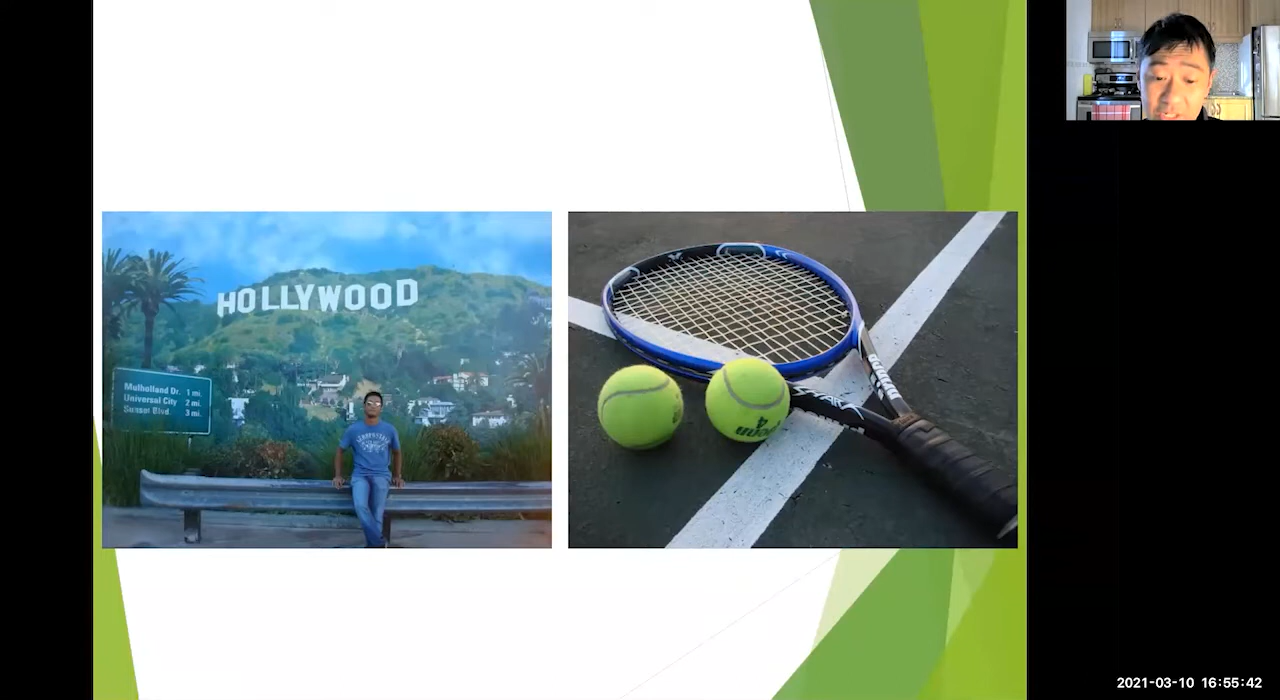 HOLLYWOOD
Mulholland Dr. 1 mi.
Universal City 2 mi.
Sunset Blvd. 3 mi.
4
2021-03-10 16:55:42